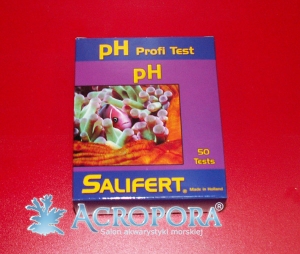 pH Profi Test
pH
50
Tests
SALIFERT®
Made in Holland
ACROPORA®
Salon akwarystyki morskiej